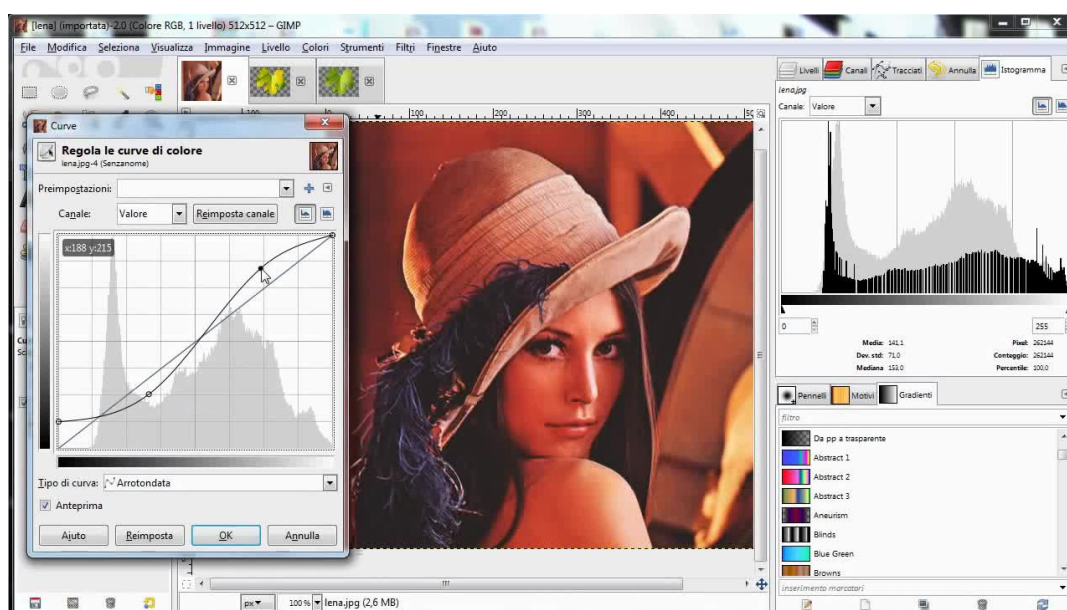 [lena] (importata)-2.0 (Colore RGB, 1 livello) 512x512 – GIMP
File Modifica Seleziona Visualizza Immagine Livello Colori Strumenti Filtri Finestre Aiuto
Livelli Canali Tracciati Annulla Istogramma
lena.jpg
Canale: Valore
100 200 300 400
Curve
Regola le curve di colore
lena.jpg-4 (Senzanome)
Preimpostazioni:
Canale: Valore Reimposta canale
x:188 y:215
Tipo di curva: Arrotondata
Anteprima
Aiuto Reimposta OK Annulla
0 255
Media: 141,1 Pixel: 262144
Dev. std: 71,0 Conteggio: 262144
Mediana 153,0 Percentile: 100,0
Pennelli Motivi Gradienti
filtro
Da pp a trasparente
Abstract 1
Abstract 2
Abstract 3
Aneurism
Blinds
Blue Green
Browns
inserimento marcatori
px 100 % lena.jpg (2,6 MB)